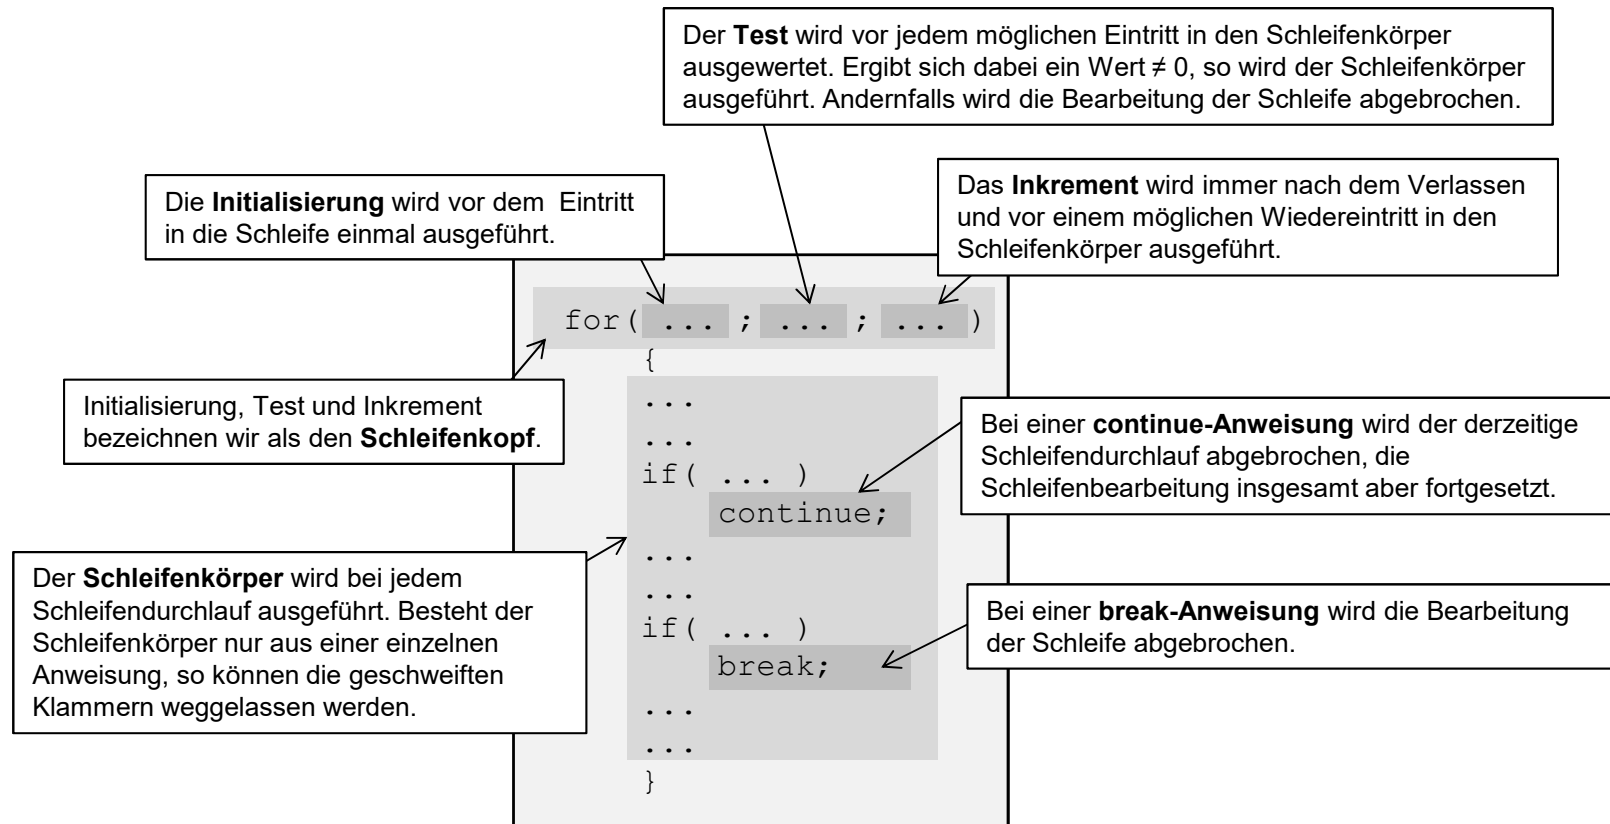 Der Test wird vor jedem möglichen Eintritt in den Schleifenkörper
ausgewertet. Ergibt sich dabei ein Wert ≠ 0, so wird der Schleifenkörper
ausgeführt. Andernfalls wird die Bearbeitung der Schleife abgebrochen.
Die Initialisierung wird vor dem  Eintritt
in die Schleife einmal ausgeführt.
Das Inkrement wird immer nach dem Verlassen
und vor einem möglichen Wiedereintritt in den
Schleifenkörper ausgeführt.
for( ... ; ... ; ... )
{
Initialisierung, Test und Inkrement
bezeichnen wir als den Schleifenkopf.
...
...
if( ... )
continue;
Bei einer continue-Anweisung wird der derzeitige
Schleifendurchlauf abgebrochen, die
Schleifenbearbeitung insgesamt aber fortgesetzt.
Der Schleifenkörper wird bei jedem
Schleifendurchlauf ausgeführt. Besteht der
Schleifenkörper nur aus einer einzelnen
Anweisung, so können die geschweiften
Klammern weggelassen werden.
...
...
if( ... )
break;
Bei einer break-Anweisung wird die Bearbeitung
der Schleife abgebrochen.
...
...
}